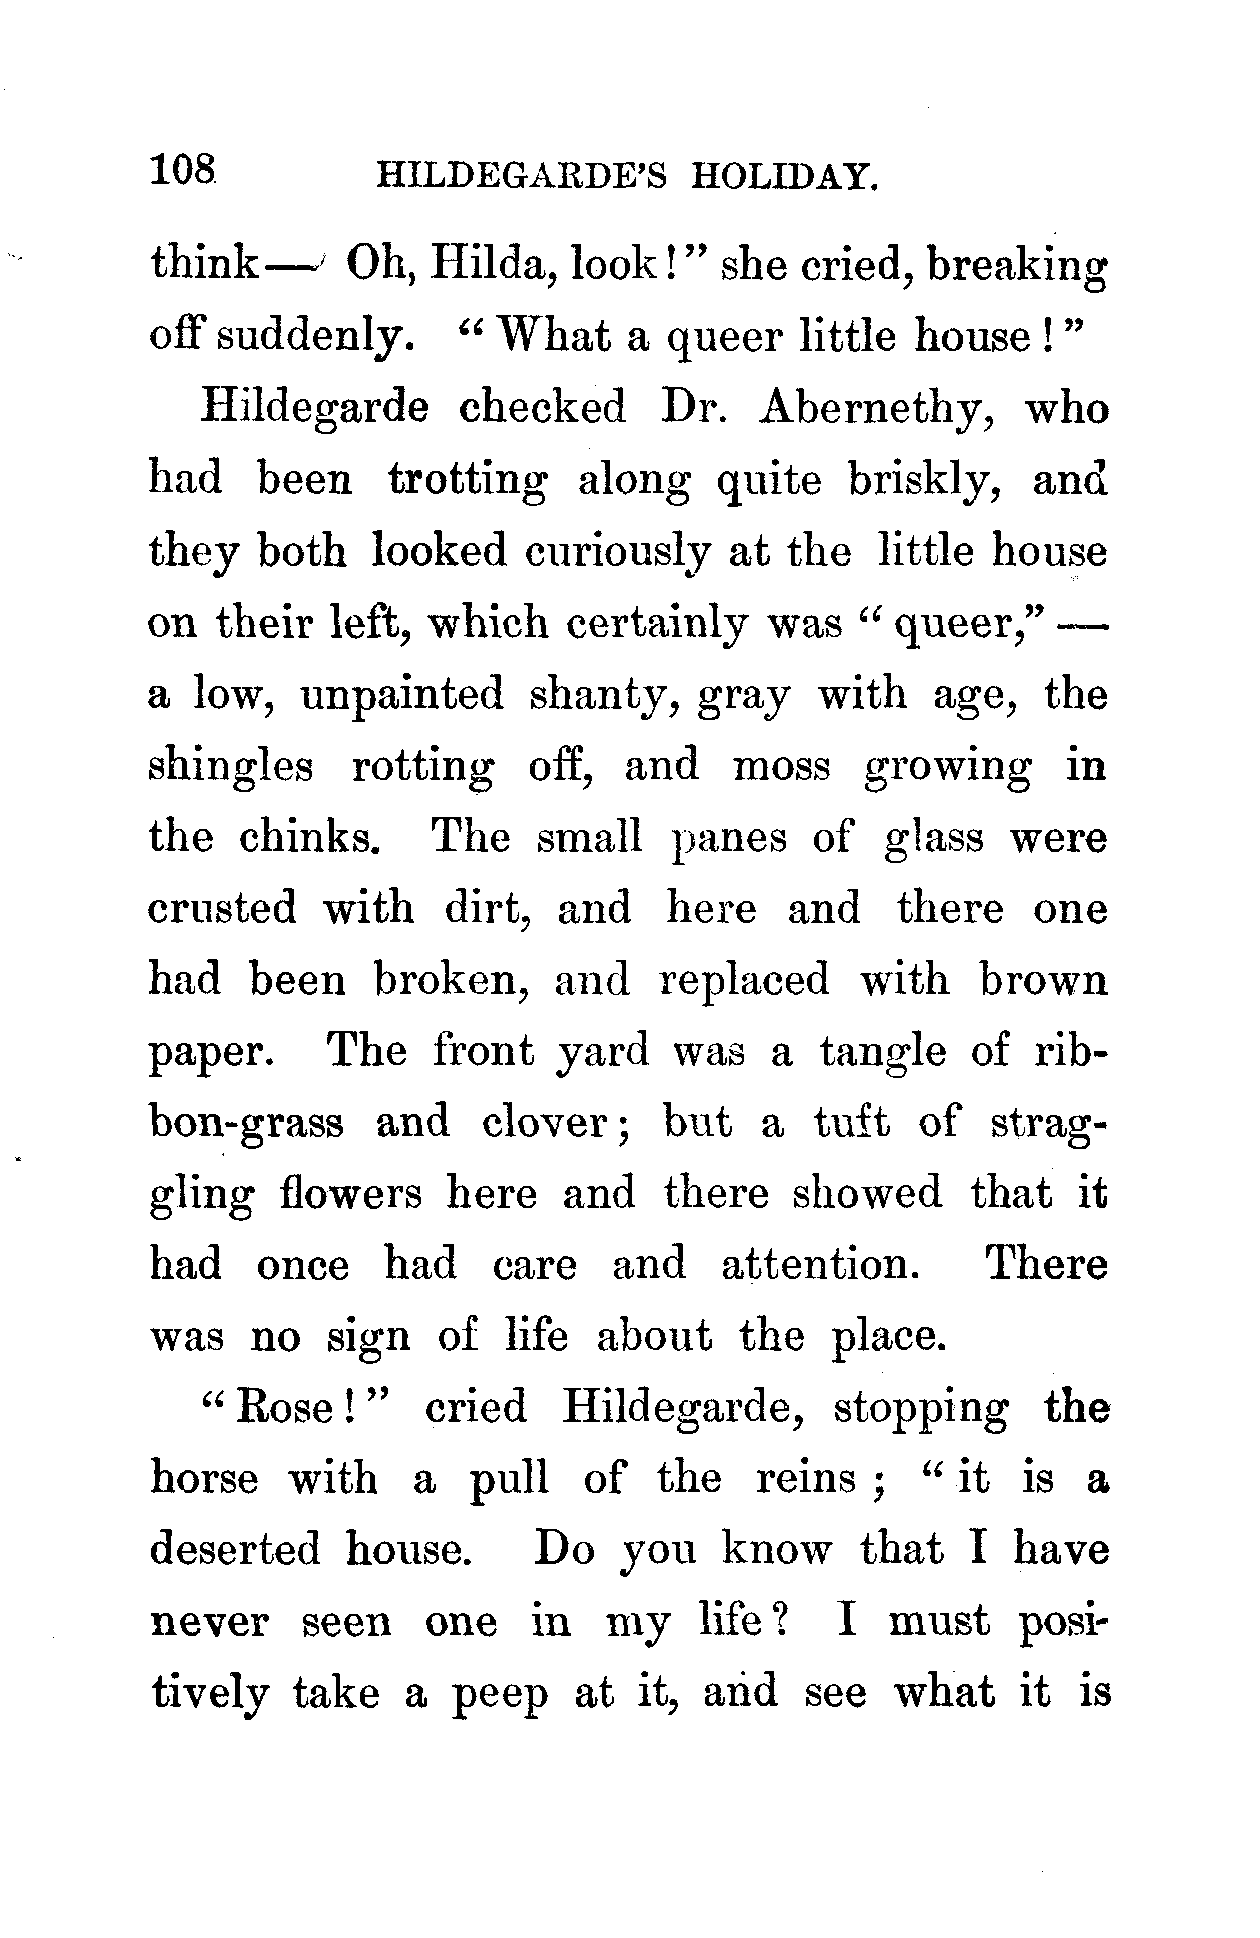 108 HILDEGARDE'S HOLIDAY.
think— Oh, Hilda, look!" she cried, breaking
off suddenly. "What a queer little house!"
Hildegarde checked Dr. Abernethy, who
had been trotting along quite briskly, and
they both looked curiously at the little house
on their left, which certainly was "queer,"—
a low, unpainted shanty, gray with age, the
shingles rotting off, and moss growing in
the chinks. The small panes of glass were
crusted with dirt, and here and there one
had been broken, and replaced with brown
paper. The front yard was a tangle of rib-
bon-grass and clover; but a tuft of strag-
gling flowers here and there showed that it
had once had care and attention. There
was no sign of life about the place.
"Rose!" cried Hildegarde, stopping the
horse with a pull of the reins; "it is a
deserted house. Do you know that I have
never seen one in my life? I must posi-
tively take a peep at it, and see what it is